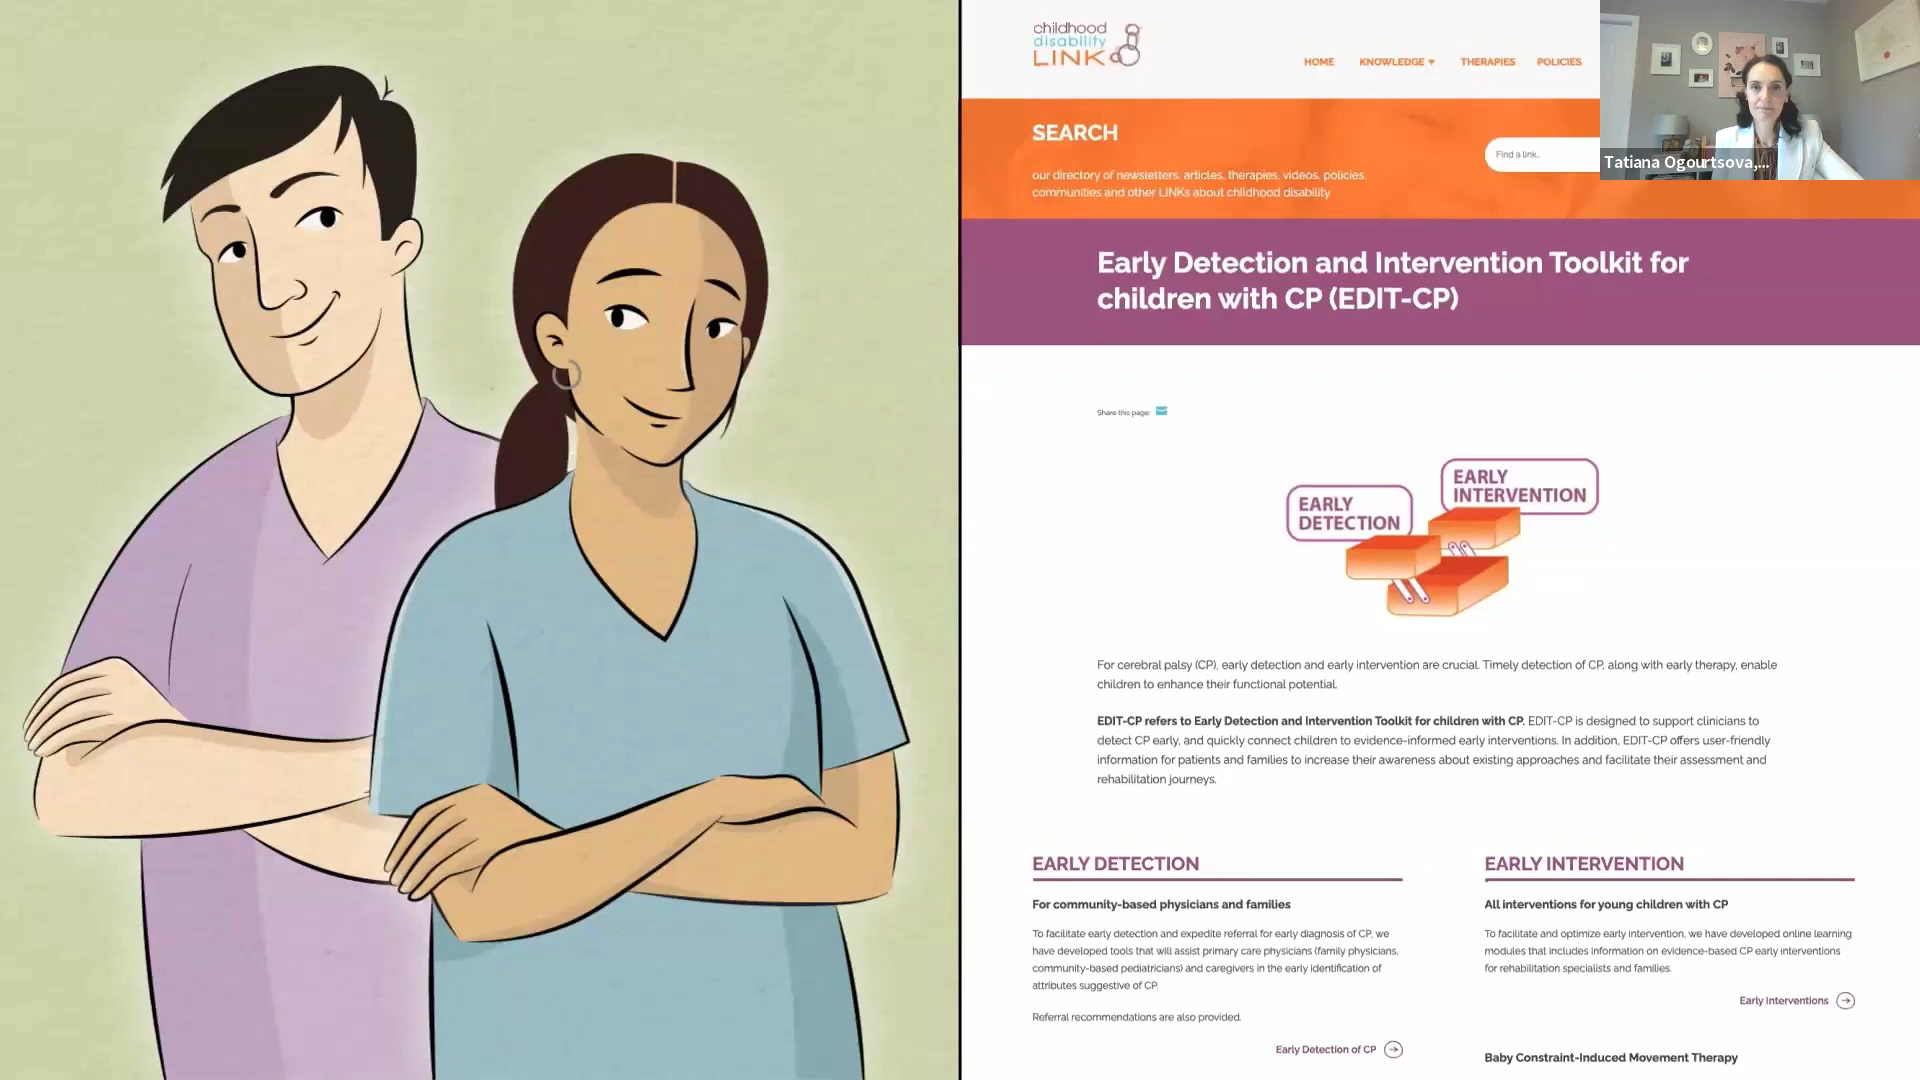 childhood
disability
LINK
HOME
KNOWLEDGE
THERAPIES
POLICIES
Tatiana Ogourtsova,...
SEARCH
our directory of newsletters, articles, therapies, videos, policies,
communities and other LINKs about childhood disability
Find a link..
Early Detection and Intervention Toolkit for
children with CP (EDIT-CP)
Share this page:
EARLY
DETECTION
EARLY
INTERVENTION
For cerebral palsy (CP), early detection and early intervention are crucial. Timely detection of CP, along with early therapy, enable
children to enhance their functional potential.
EDIT-CP refers to Early Detection and Intervention Toolkit for children with CP. EDIT-CP is designed to support clinicians to
detect CP early, and quickly connect children to evidence-informed early interventions. In addition, EDIT-CP offers user-friendly
information for patients and families to increase their awareness about existing approaches and facilitate their assessment and
rehabilitation journeys.
EARLY DETECTION
For community-based physicians and families
To facilitate early detection and expedite referral for early diagnosis of CP, we
have developed tools that will assist primary care physicians (family physicians,
community-based pediatricians) and caregivers in the early identification of
attributes suggestive of CP.
Referral recommendations are also provided.
Early Detection of CP
EARLY INTERVENTION
All interventions for young children with CP
To facilitate and optimize early intervention, we have developed online learning
modules that includes information on evidence-based CP early interventions
for rehabilitation specialists and families.
Early Interventions
Baby Constraint-Induced Movement Therapy